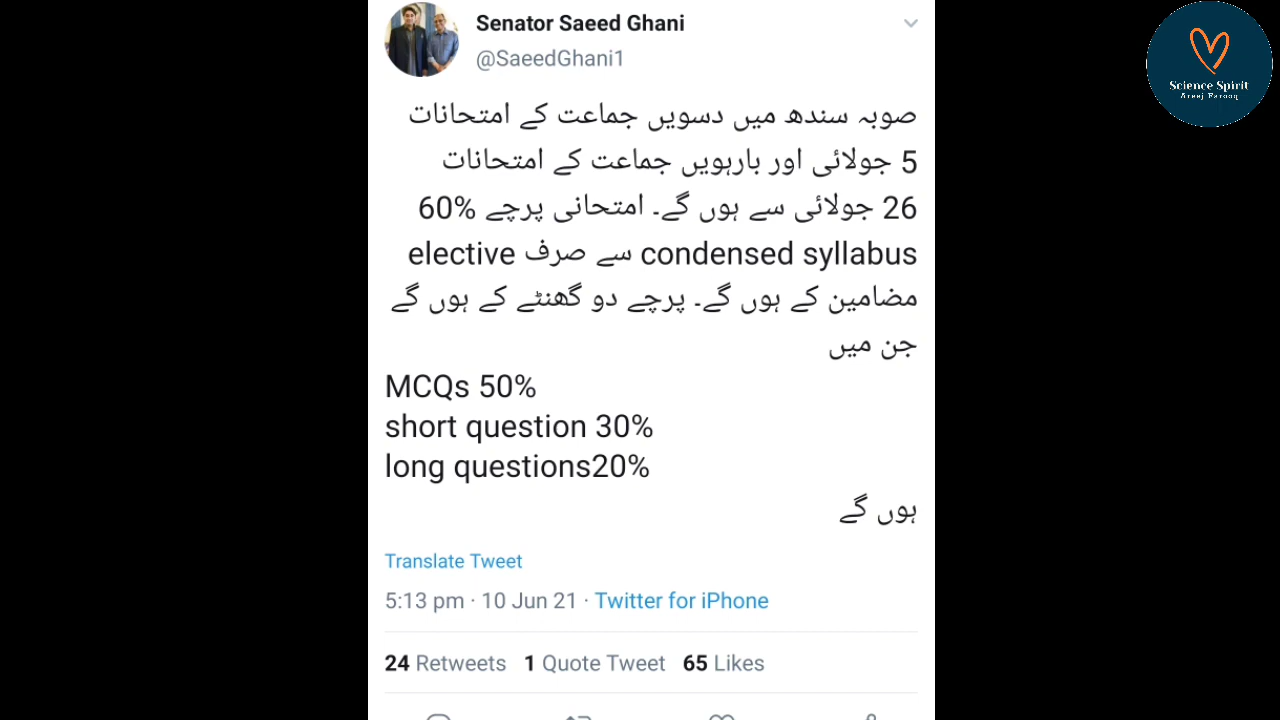 Senator Saeed Ghani
@SaeedGhani1
صوبہ سندھ میں دسویں جماعت کے امتحانات
5 جولائی اور بارہویں جماعت کے امتحانات
26 جولائی سے ہوں گے۔ امتحانی پرچے 60%
condensed syllabus سے صرف elective
مضامین کے ہوں گے۔ پرچے دو گھنٹے کے ہوں گے
جن میں
MCQs 50%
short question 30%
long questions20%
ہوں گے
Translate Tweet
5:13 pm · 10 Jun 21 · Twitter for iPhone
24 Retweets 1 Quote Tweet 65 Likes
Science Spirit
Areej Farooq